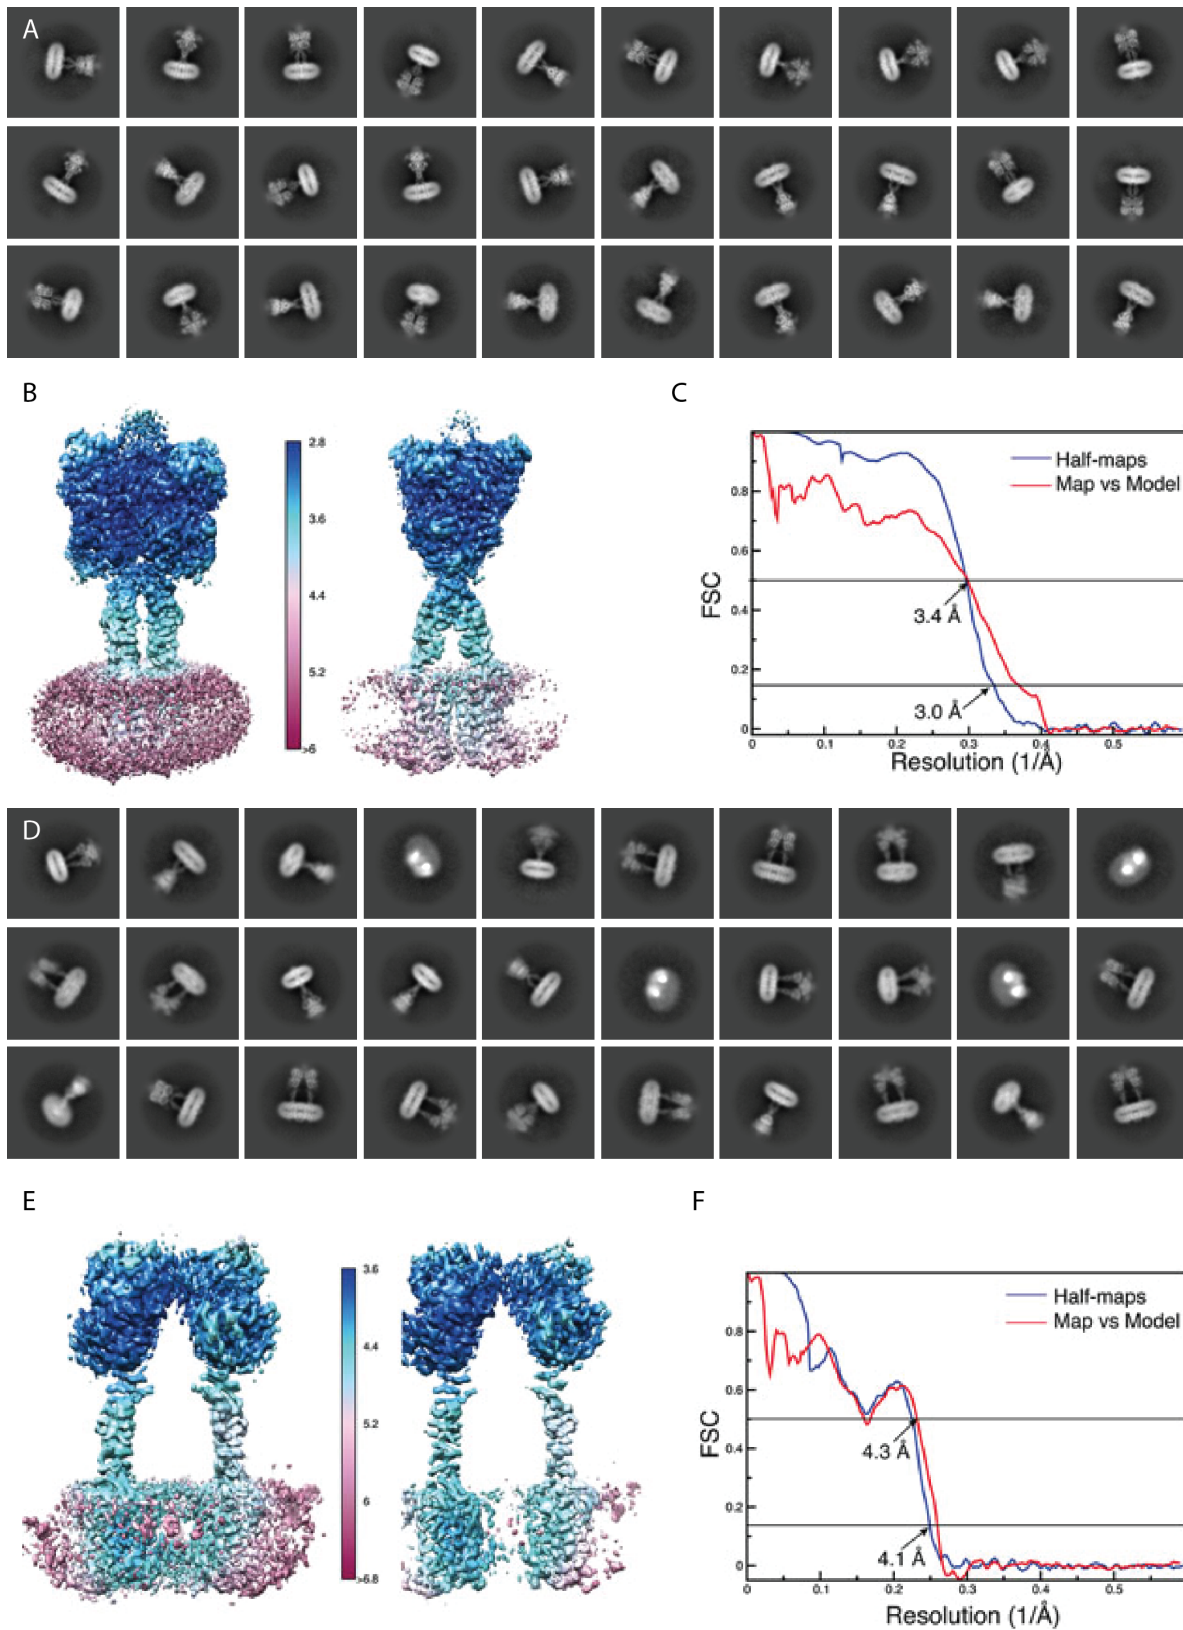 A
B
C
2.8
3.6
4.4
5.2
>6
Half-maps
Map vs Model
0.8
0.6
0.4
0.2
0
FSC
3.4 Å
3.0 Å
0 0.1 0.2 0.3 0.4 0.5
Resolution (1/Å)
D
E
F
3.6
4.4
5.2
6
>6.8
Half-maps
Map vs Model
0.8
0.6
0.4
0.2
0
FSC
4.3 Å
4.1 Å
0 0.1 0.2 0.3 0.4 0.5
Resolution (1/Å)